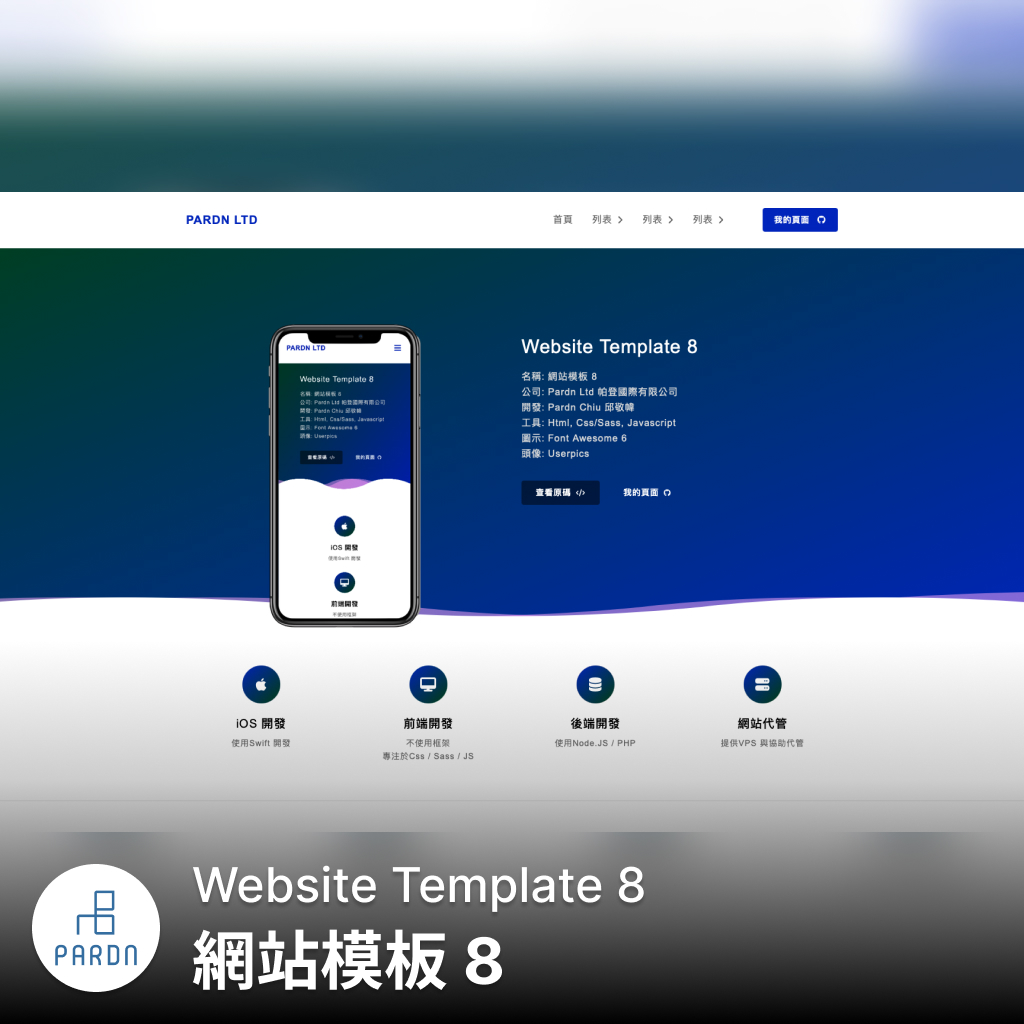 PARDN LTD
首頁 列表 列表 列表 我的頁面
PARDN LTD
Website Template 8
名稱: 網站模板 8
公司: Pardn Ltd 帕登國際有限公司
開發: Pardn Chiu 邱敬幃
工具: Html, Css/Sass, Javascript
圖示: Font Awesome 6
頭像: Userpics
查看原碼 </> 我的頁面
iOS 開發
使用Swift 開發
前端開發
不使用框架
Website Template 8
名稱: 網站模板 8
公司: Pardn Ltd 帕登國際有限公司
開發: Pardn Chiu 邱敬幃
工具: Html, Css/Sass, Javascript
圖示: Font Awesome 6
頭像: Userpics
查看原碼 </> 我的頁面
iOS 開發
使用Swift 開發
前端開發
不使用框架
專注於Css / Sass / JS
後端開發
使用Node.JS / PHP
網站代管
提供VPS 與協助代管
PARDN
Website Template 8
網站模板 8